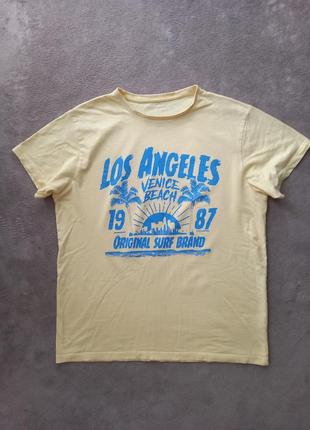 LOS ANGELES
VENICE
BEACH
19 87
ORIGINAL SURF BRAND